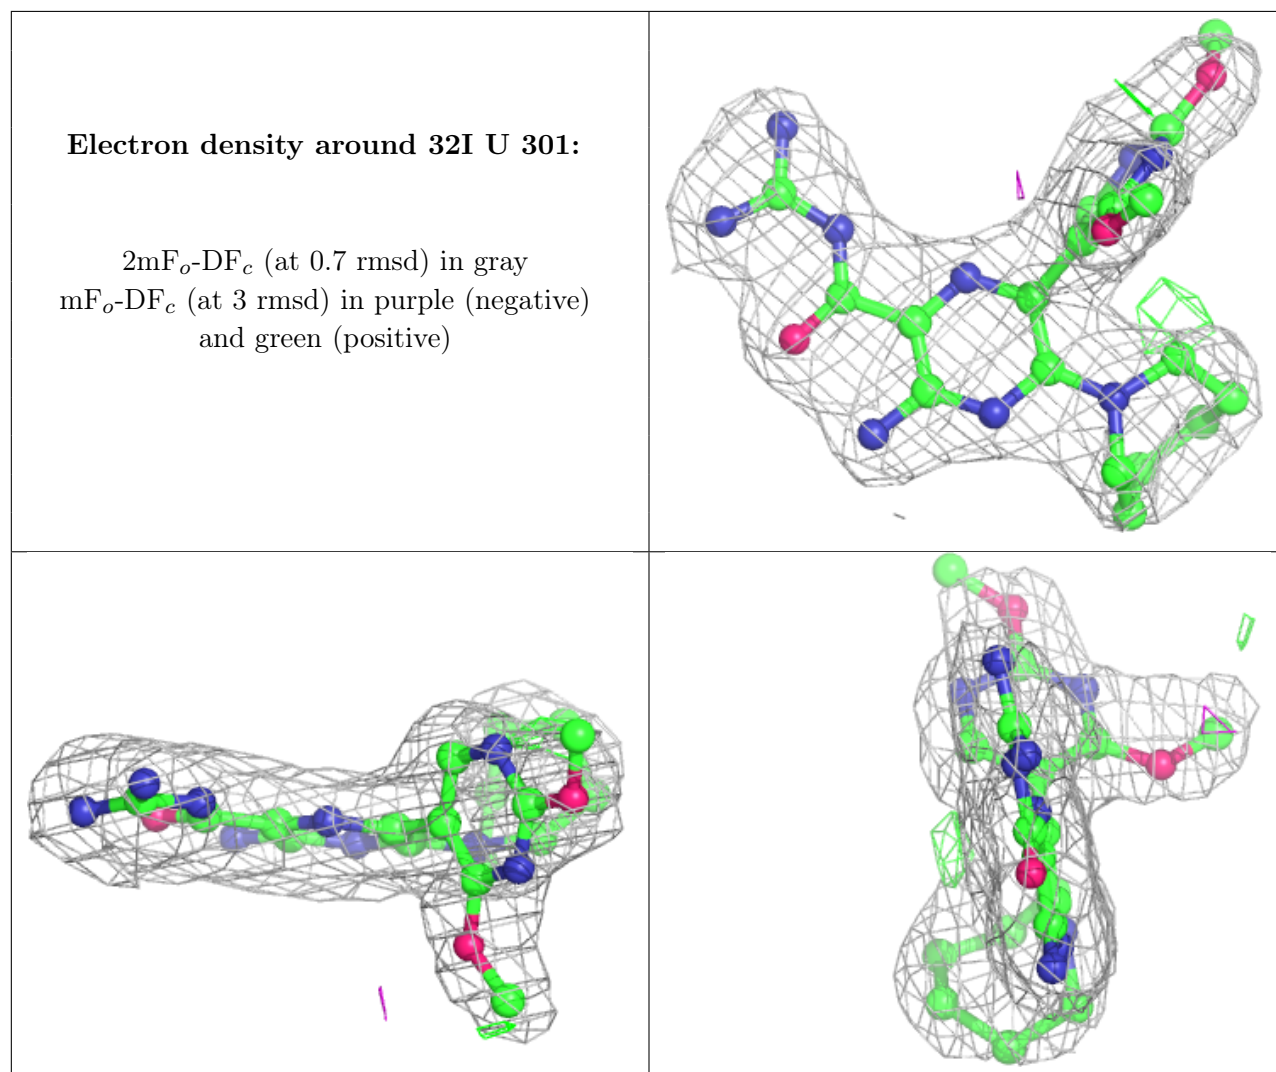 Electron density around 32I U 301:
2mFo-DFc (at 0.7 rmsd) in gray
mFo-DFc (at 3 rmsd) in purple (negative)
and green (positive)